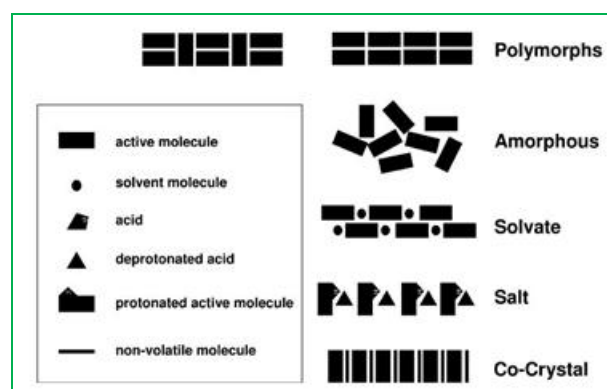 Polymorphs
Amorphous
Solvate
Salt
Co-Crystal
active molecule
solvent molecule
acid
deprotonated acid
protonated active molecule
non-volatile molecule